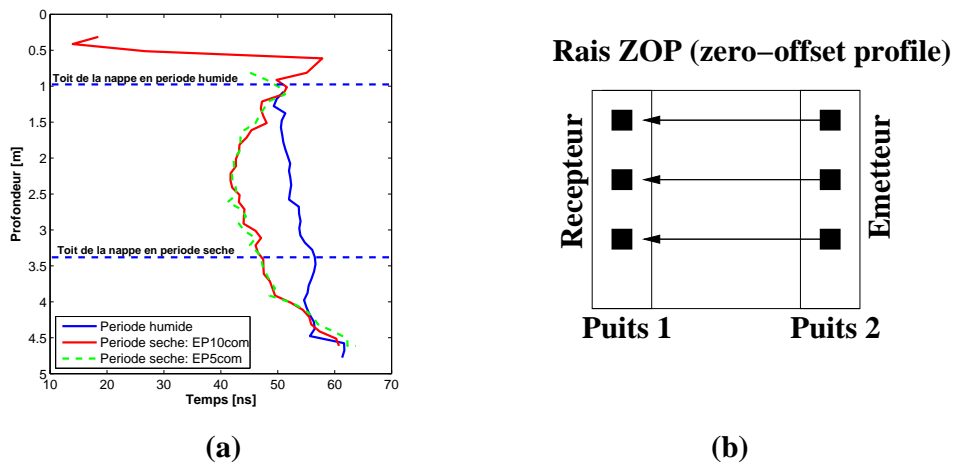 0
0.5
1
1.5
2
2.5
3
3.5
4
4.5
5
Profondeur [m]
Toit de la nappe en periode humide
Toit de la nappe en periode seche
Periode humide
Periode seche: EP10com
Periode seche: EP5com
10 20 30 40 50 60 70
Temps [ns]
(a)
Rais ZOP (zero−offset profile)
Recepteur
Emetteur
Puits 1 Puits 2
(b)